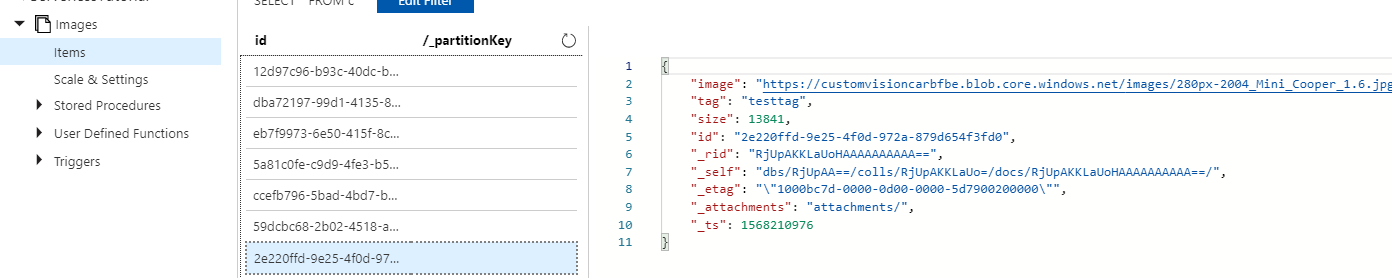 SELECT * FROM c
Edit Filter
Images
Items
Scale & Settings
Stored Procedures
User Defined Functions
Triggers
id /_partitionKey
12d97c96-b93c-40dc-b...
dba72197-99d1-4135-8...
eb7f9973-6e50-415f-8c...
5a81c0fe-c9d9-4fe3-b5...
ccefb796-5bad-4bd7-b...
59dcbc68-2b02-4518-a...
2e220ffd-9e25-4f0d-97...
1 {
2 "image": "https://customvisioncarbfbe.blob.core.windows.net/images/280px-2004_Mini_Cooper_1.6.jpg
3 "tag": "testtag",
4 "size": 13841,
5 "id": "2e220ffd-9e25-4f0d-972a-879d654f3fd0",
6 "_rid": "RjUpAKKLaUoHAAAAAAAAAA==",
7 "_self": "dbs/RjUpAA==/colls/RjUpAKKLaUo=/docs/RjUpAKKLaUoHAAAAAAAAAA==/",
8 "_etag": "\"1000bc7d-0000-0d00-0000-5d7900200000\"",
9 "_attachments": "attachments/",
10 "_ts": 1568210976
11 }